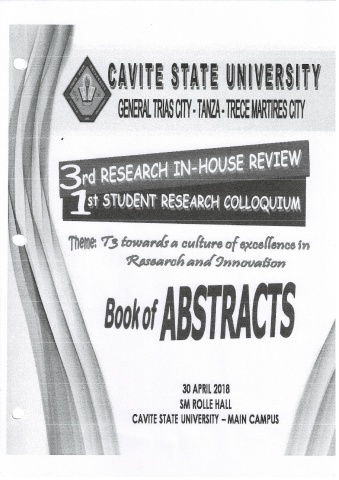 CAVITE STATE UNIVERSITY
GENERAL TRIAS CITY - TANZA - TRECE MARTIRES CITY
3rd RESEARCH IN-HOUSE REVIEW
1st STUDENT RESEARCH COLLOQUIUM
Theme: T3 towards a culture of excellence in
Research and Innovation
Book of ABSTRACTS
30 APRIL 2018
SM ROLLE HALL
CAVITE STATE UNIVERSITY – MAIN CAMPUS